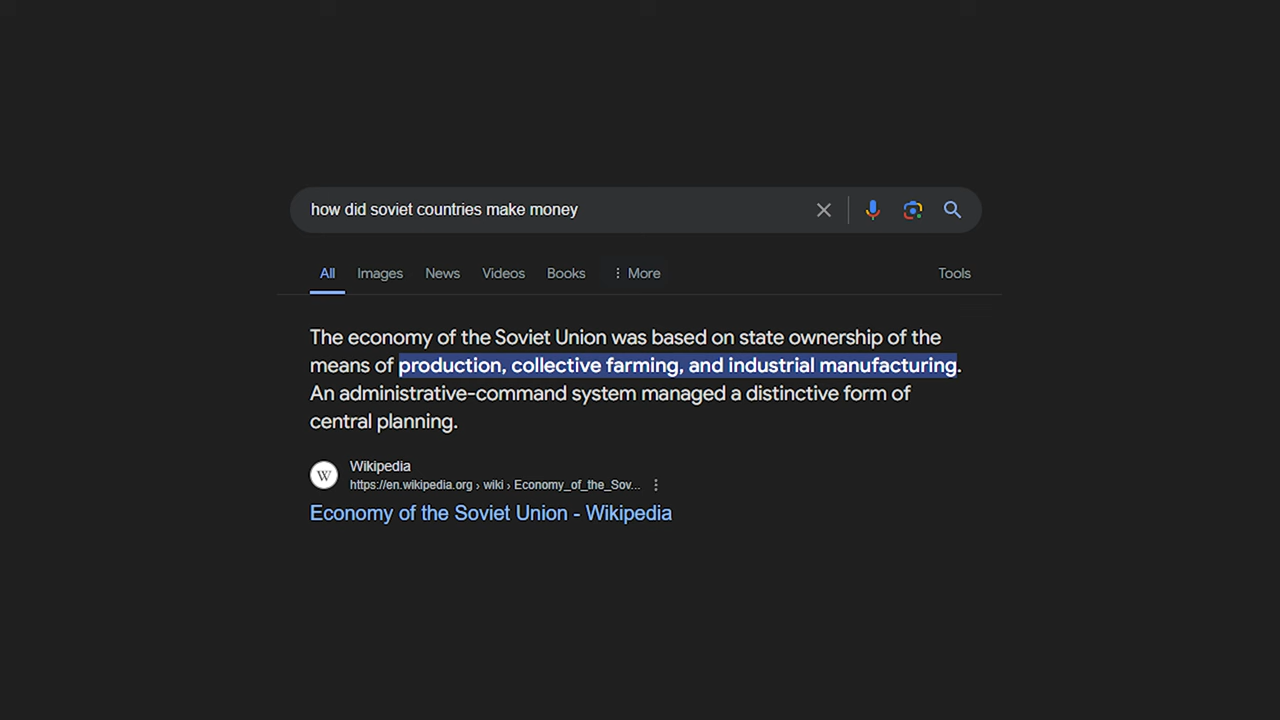 how did soviet countries make money
All Images News Videos Books More Tools
The economy of the Soviet Union was based on state ownership of the
means of production, collective farming, and industrial manufacturing.
An administrative-command system managed a distinctive form of
central planning.
W
Wikipedia
https://en.wikipedia.org › wiki › Economy_of_the_Sov...
Economy of the Soviet Union - Wikipedia